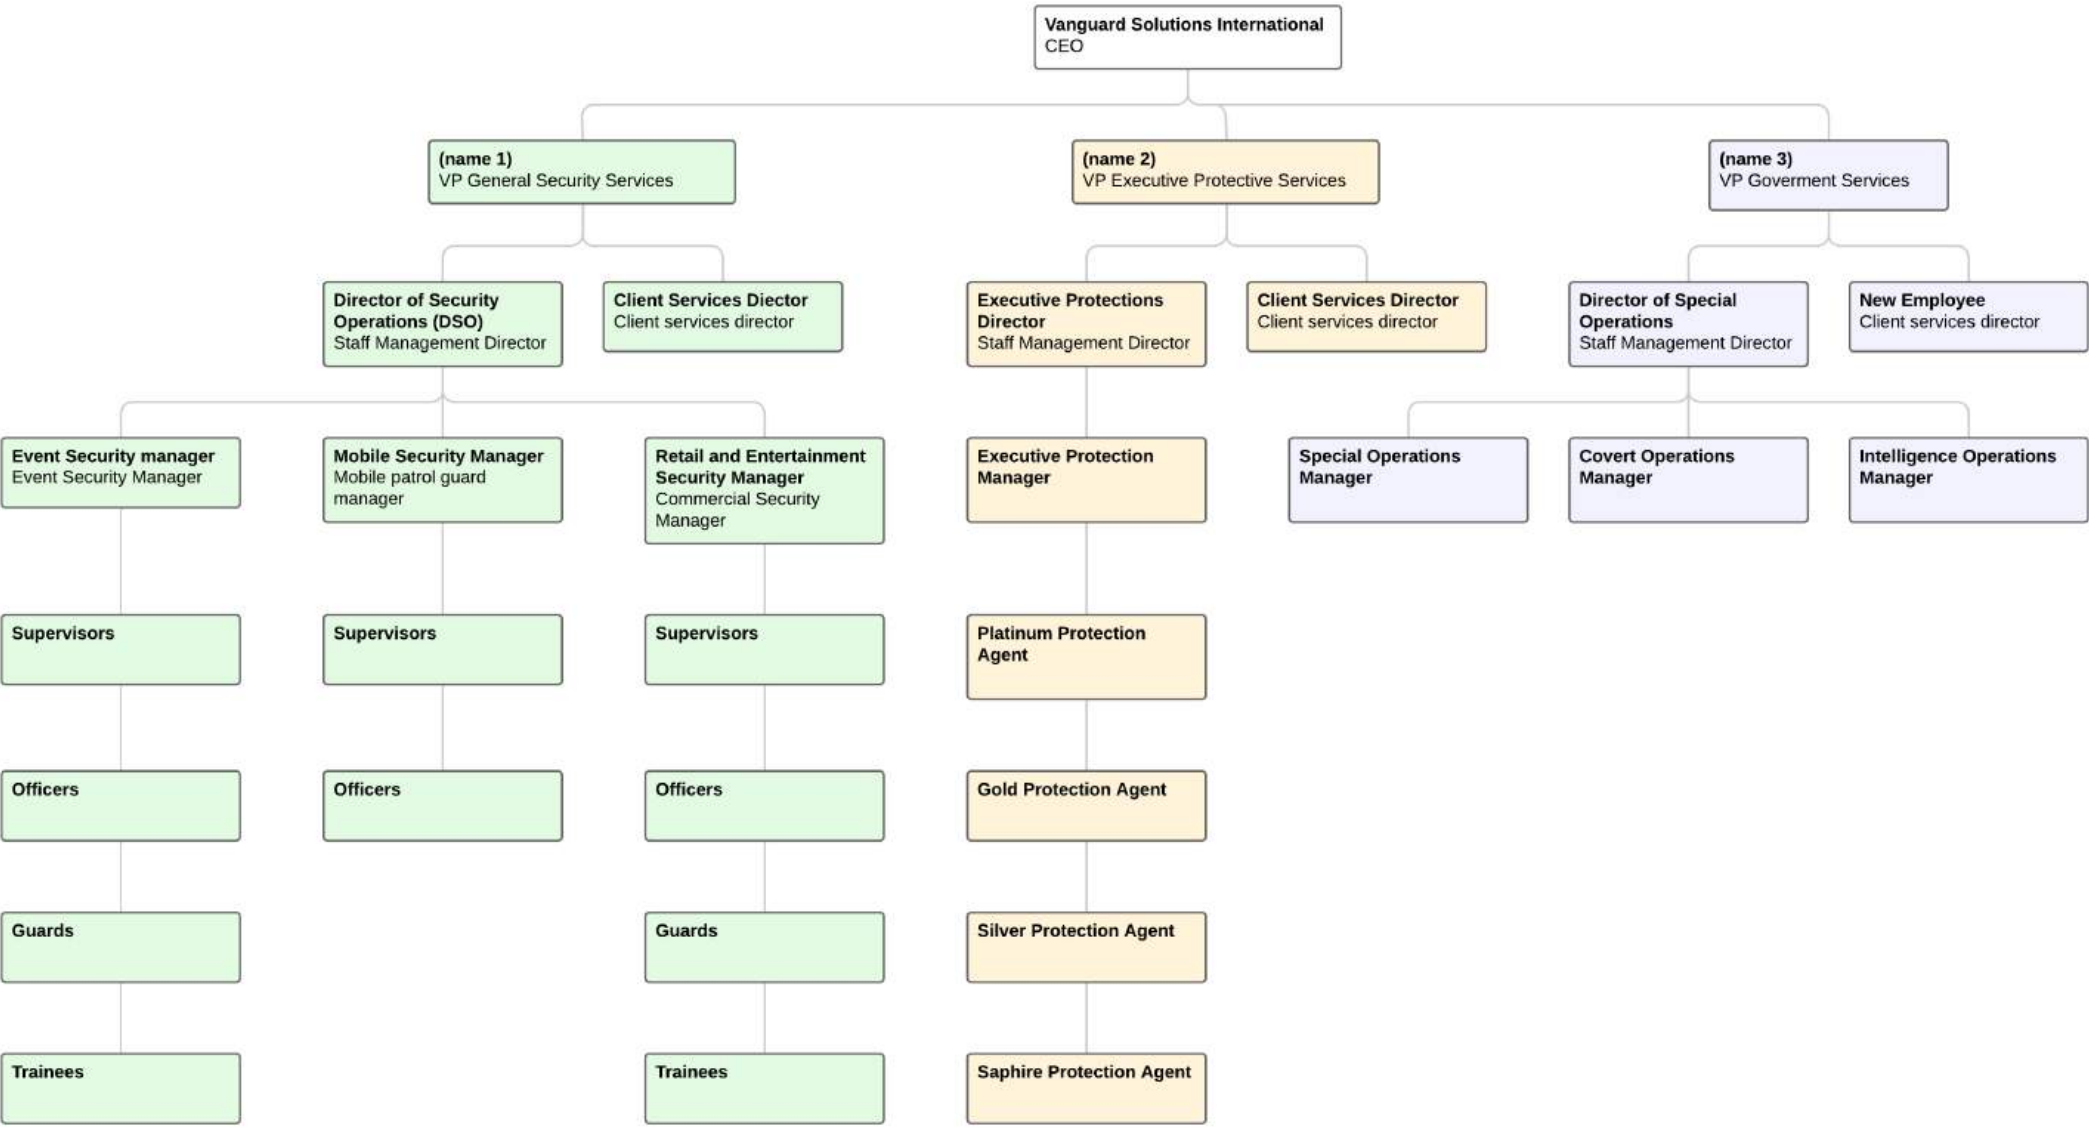 Vanguard Solutions International
CEO
(name 1)
VP General Security Services
(name 2)
VP Executive Protective Services
(name 3)
VP Goverment Services
Director of Security
Operations (DSO)
Staff Management Director
Client Services Diector
Client services director
Executive Protections
Director
Staff Management Director
Client Services Director
Client services director
Director of Special
Operations
Staff Management Director
New Employee
Client services director
Event Security manager
Event Security Manager
Mobile Security Manager
Mobile patrol guard
manager
Retail and Entertainment
Security Manager
Commercial Security
Manager
Executive Protection
Manager
Special Operations
Manager
Covert Operations
Manager
Intelligence Operations
Manager
Supervisors
Supervisors
Supervisors
Platinum Protection
Agent
Officers
Officers
Officers
Gold Protection Agent
Guards
Guards
Silver Protection Agent
Trainees
Trainees
Saphire Protection Agent